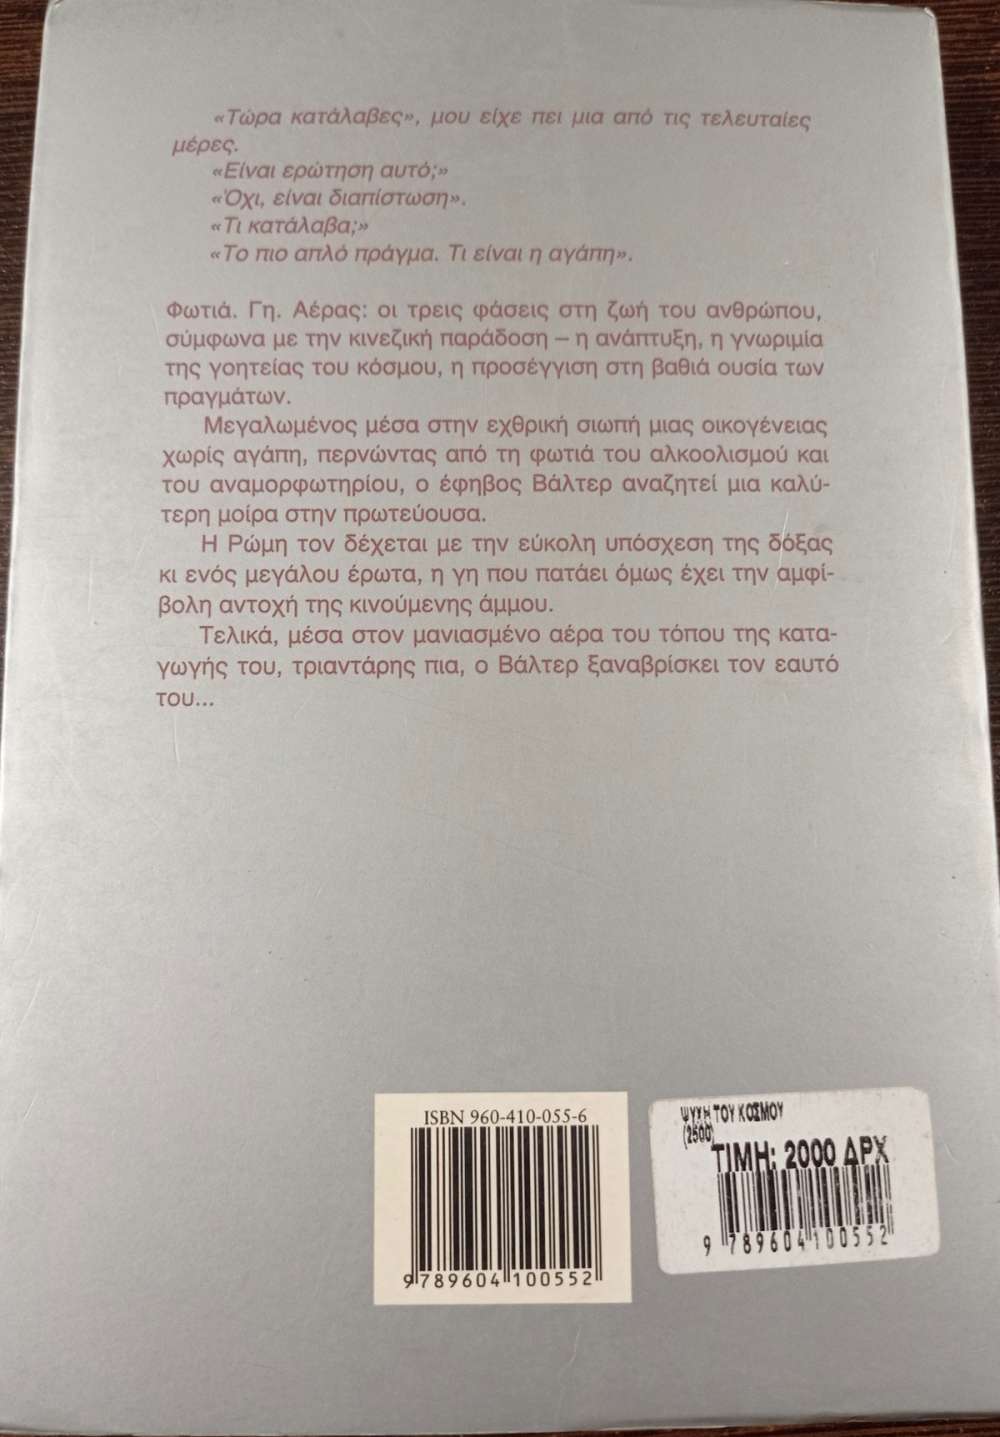 «Τώρα κατάλαβες», μου είχε πει μια από τις τελευταίες
μέρες.
«Είναι ερώτηση αυτό;»
«Όχι, είναι διαπίστωση».
«Τι κατάλαβα;»
«Το πιο απλό πράγμα. Τι είναι η αγάπη».
Φωτιά. Γη. Αέρας: οι τρεις φάσεις στη ζωή του ανθρώπου,
σύμφωνα με την κινεζική παράδοση – η ανάπτυξη, η γνωριμία
της γοητείας του κόσμου, η προσέγγιση στη βαθιά ουσία των
πραγμάτων.
Μεγαλωμένος μέσα στην εχθρική σιωπή μιας οικογένειας
χωρίς αγάπη, περνώντας από τη φωτιά του αλκοολισμού και
του αναμορφωτηρίου, ο έφηβος Βάλτερ αναζητεί μια καλύ-
τερη μοίρα στην πρωτεύουσα.
Η Ρώμη τον δέχεται με την εύκολη υπόσχεση της δόξας
κι ενός μεγάλου έρωτα, η γη που πατάει όμως έχει την αμφί-
βολη αντοχή της κινούμενης άμμου.
Τελικά, μέσα στον μανιασμένο αέρα του τόπου της κατα-
γωγής του, τριαντάρης πια, ο Βάλτερ ξαναβρίσκει τον εαυτό
του...
ISBN 960-410-055-6
9 789604 100552
ΨΥΧΗ ΤΟΥ ΚΟΣΜΟΥ
(2500)
ΤΙΜΗ: 2000 ΔΡΧ
9 789604 100552